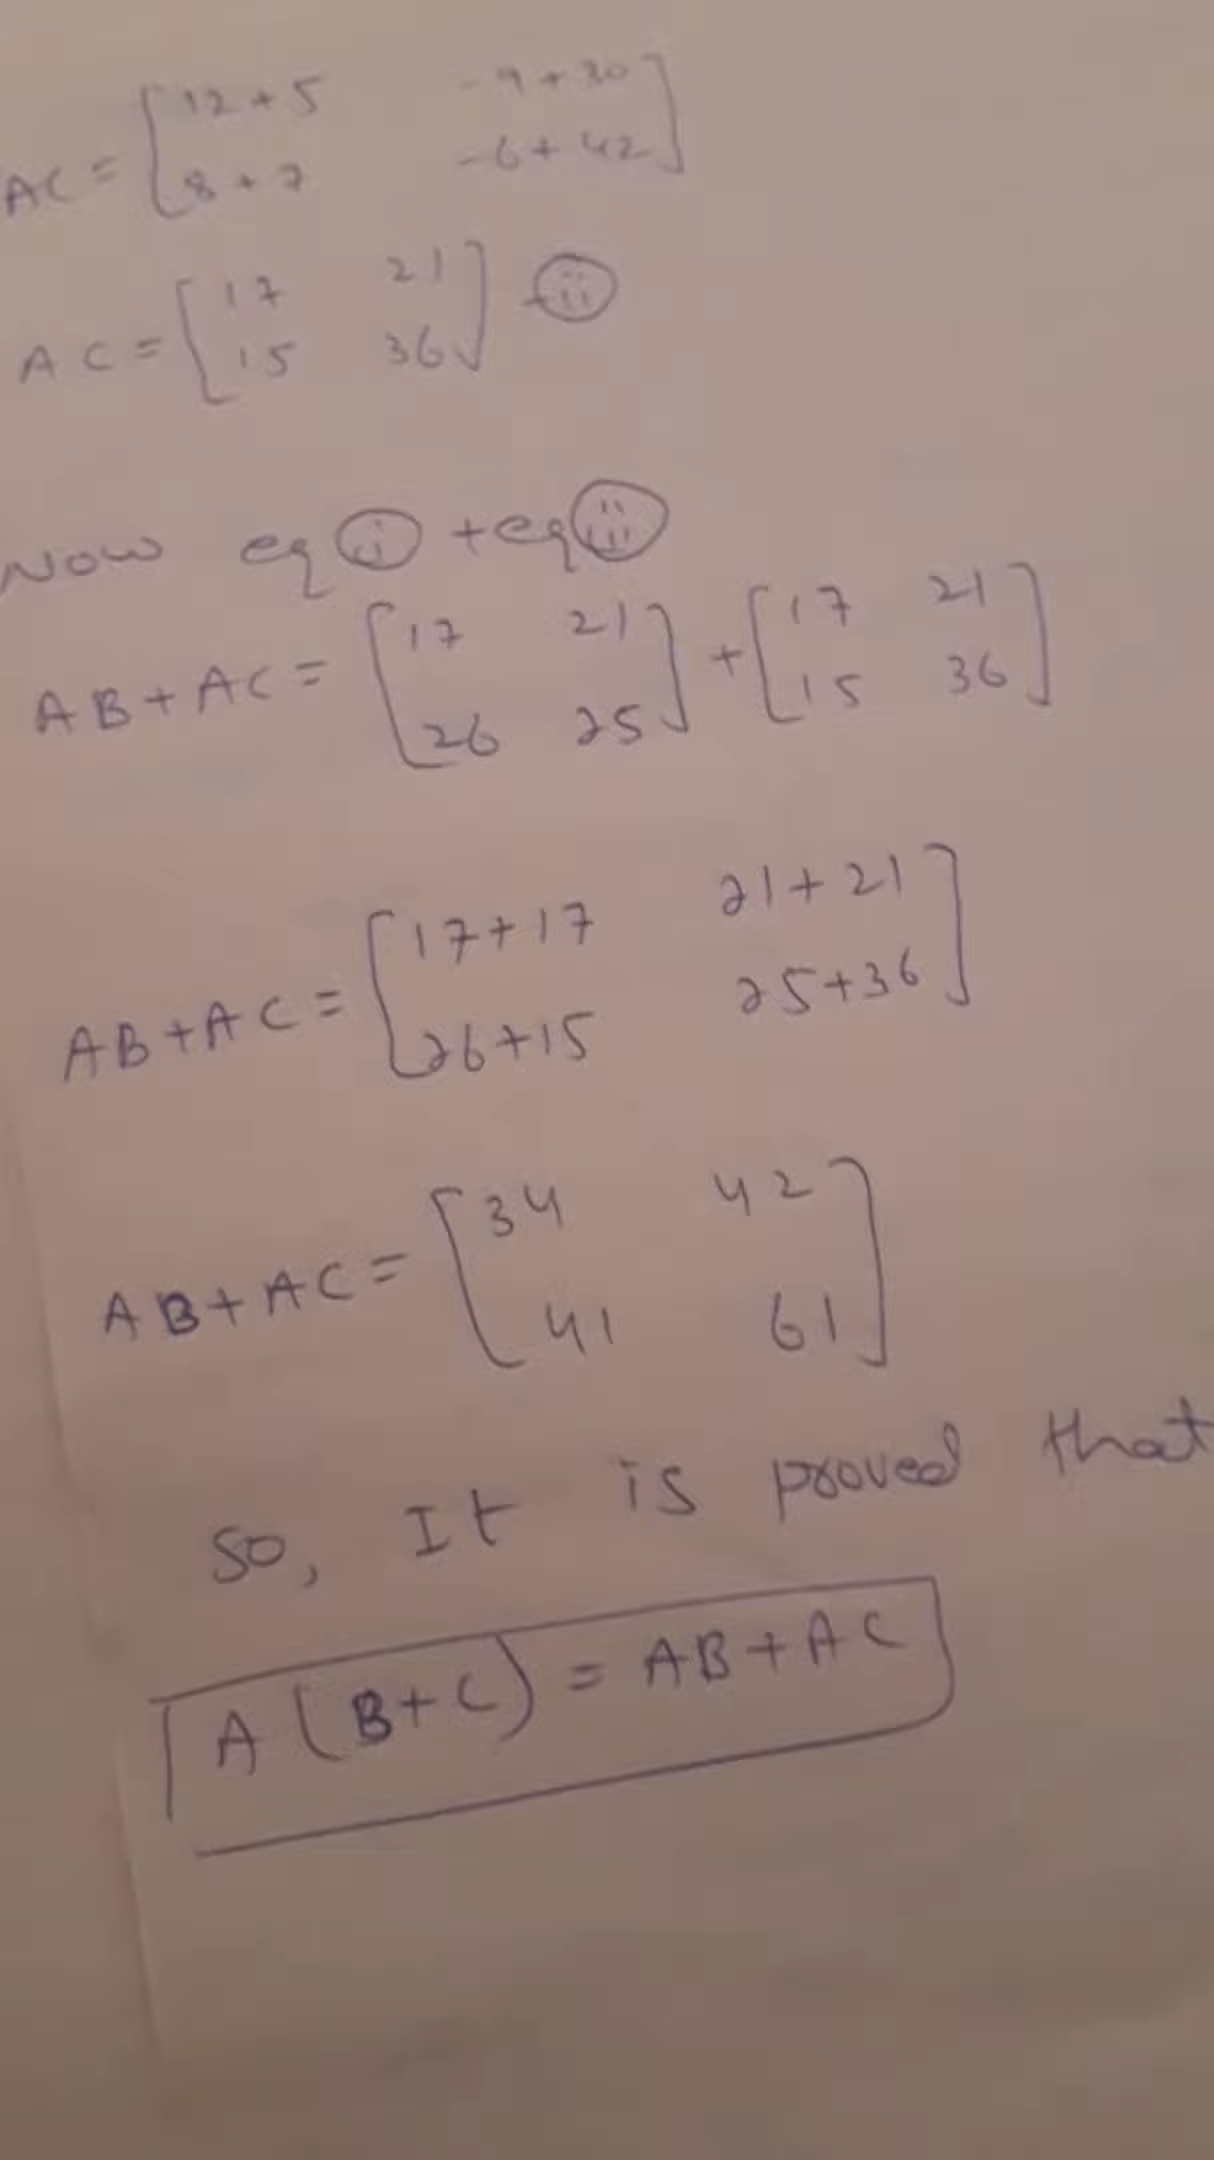 AC = [12+5 -9+30
8+7 -6+42]
AC = [17 21
15 36] - ii
Now eq i + eq ii
AB+AC = [17 21
26 25] + [17 21
15 36]
AB+AC = [17+17 21+21
26+15 25+36]
AB+AC = [34 42
41 61]
So, It is proved that
A(B+C) = AB+AC